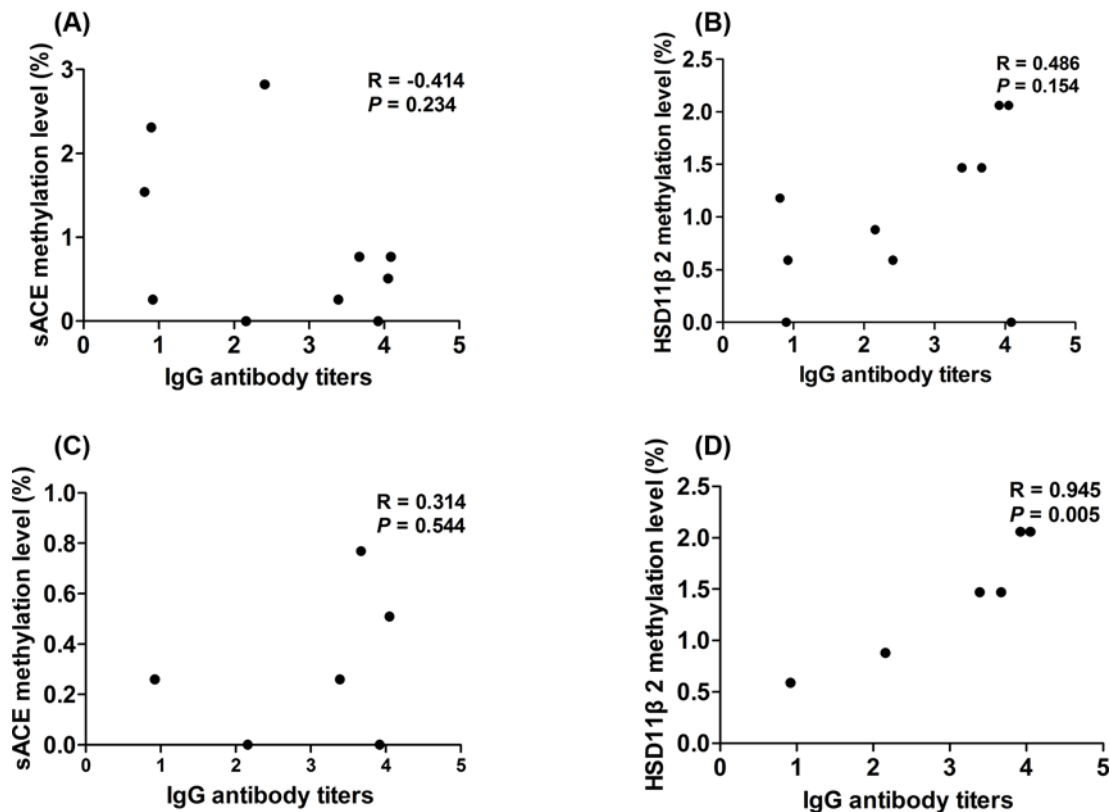 (A)
R = -0.414
P = 0.234
sACE methylation level (%)
3
2
1
0
0 1 2 3 4 5
IgG antibody titers
(B)
R = 0.486
P = 0.154
HSD11β 2 methylation level (%)
2.5
2.0
1.5
1.0
0.5
0.0
0 1 2 3 4 5
IgG antibody titers
(C)
R = 0.314
P = 0.544
sACE methylation level (%)
1.0
0.8
0.6
0.4
0.2
0.0
0 1 2 3 4 5
IgG antibody titers
(D)
R = 0.945
P = 0.005
HSD11β 2 methylation level (%)
2.5
2.0
1.5
1.0
0.5
0.0
0 1 2 3 4 5
IgG antibody titers